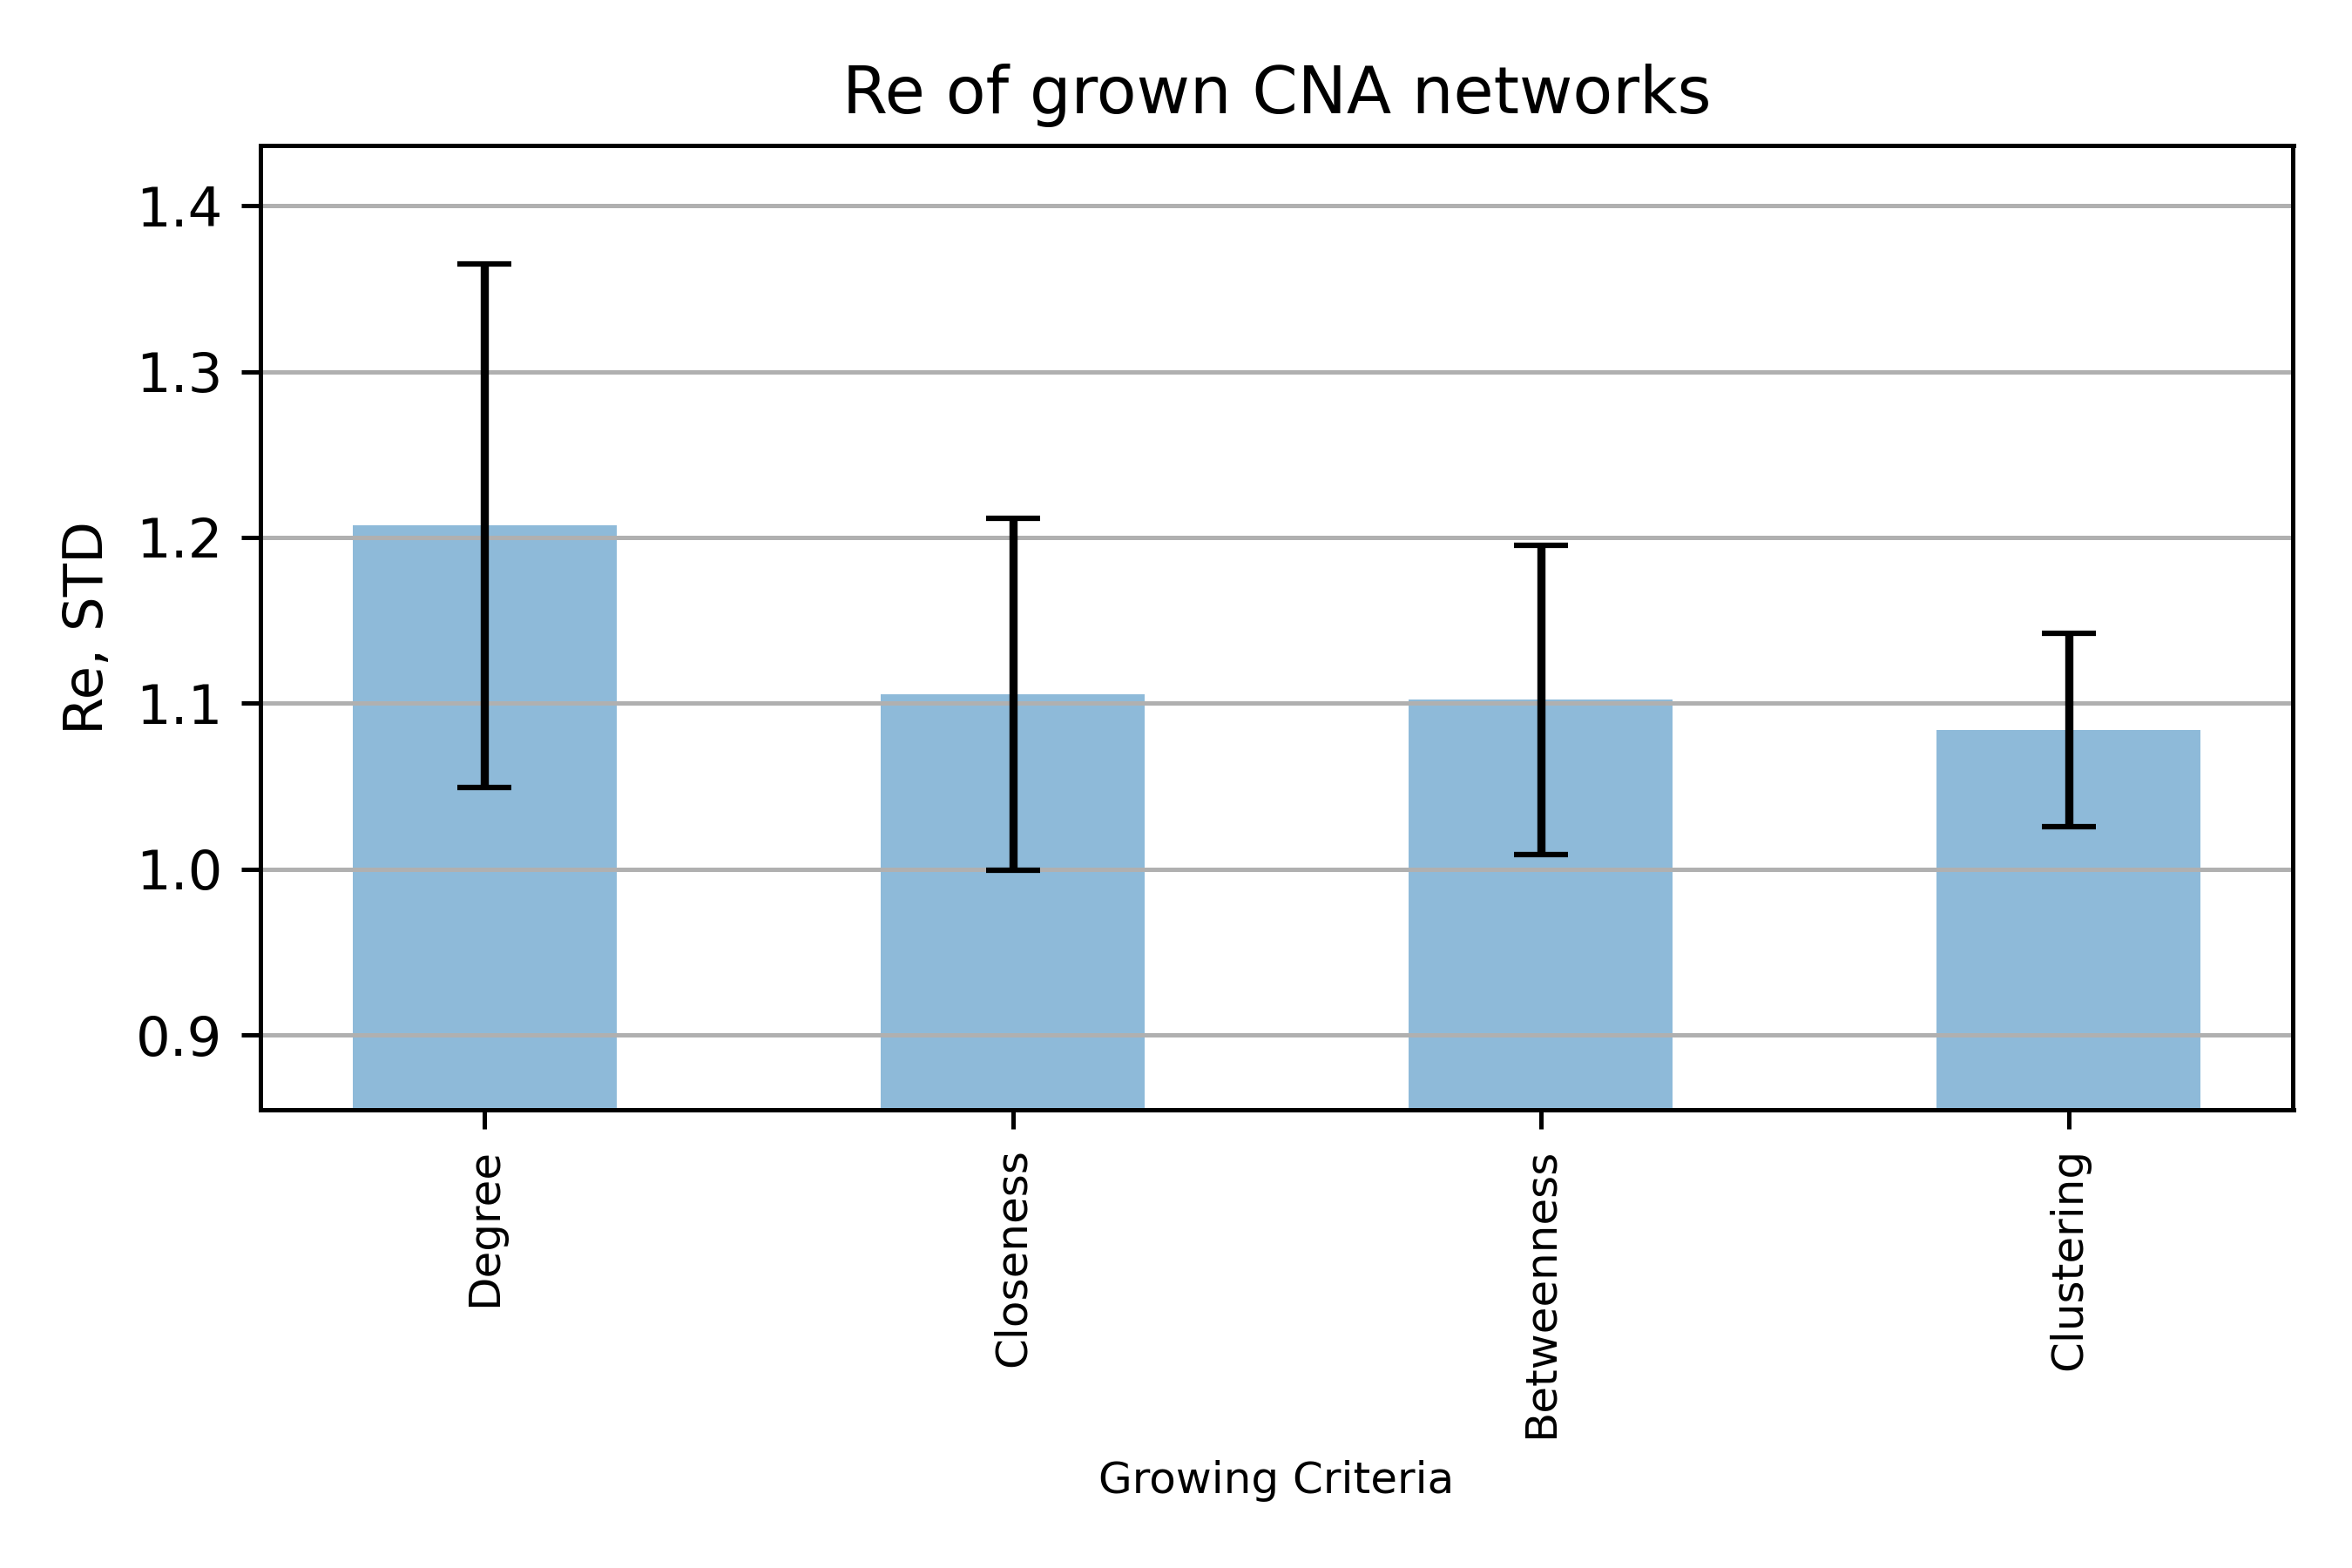 Re of grown CNA networks
Re, STD
1.4
1.3
1.2
1.1
1.0
0.9
Degree
Closeness
Betweenness
Clustering
Growing Criteria